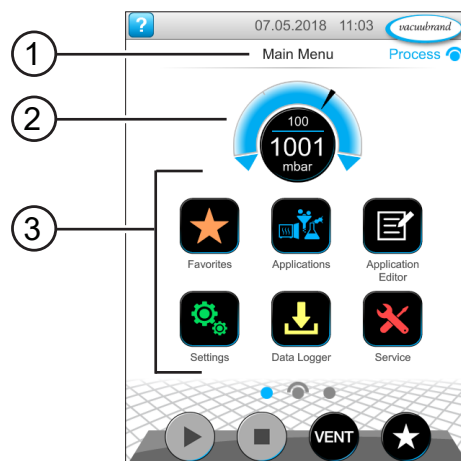 ?
07.05.2018 11:03
vacuubrand
1
Main Menu
Process
2
100
1001
mbar
3
Favorites
Applications
Application
Editor
Settings
Data Logger
Service
VENT